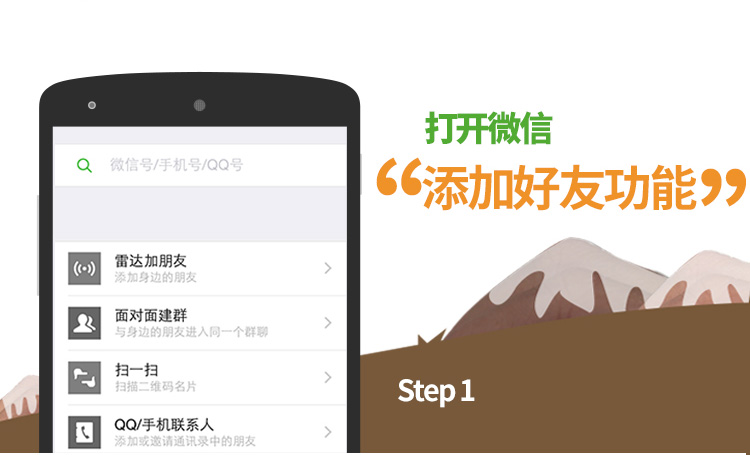 微信号/手机号/QQ号
雷达加朋友
添加身边的朋友
面对面建群
与身边的朋友进入同一个群聊
扫一扫
扫描二维码名片
QQ/手机联系人
添加或邀请通讯录中的朋友
打开微信
“添加好友功能”
Step 1